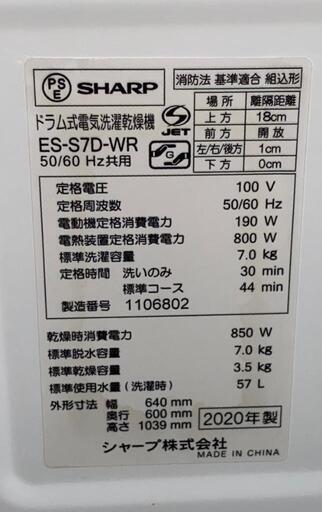 PSE SHARP
ドラム式電気洗濯乾燥機
ES-S7D-WR
50/60 Hz共用
S JET
消防法 基準適合 組込形
場所 離隔距離
上方 18cm
前方 開放
左/右/後方 1cm
下方 0cm
定格電圧 100 V
定格周波数 50/60 Hz
電動機定格消費電力 190 W
電熱装置定格消費電力 800 W
標準洗濯容量 7.0 kg
定格時間 洗いのみ 30 min
標準コース 44 min
製造番号 1106802
乾燥時消費電力 850 W
標準脱水容量 7.0 kg
標準乾燥容量 3.5 kg
標準使用水量(洗濯時) 57 L
外形寸法 幅 640 mm
奥行 600 mm
高さ 1039 mm
2020年製
シャープ株式会社
MADE IN CHINA